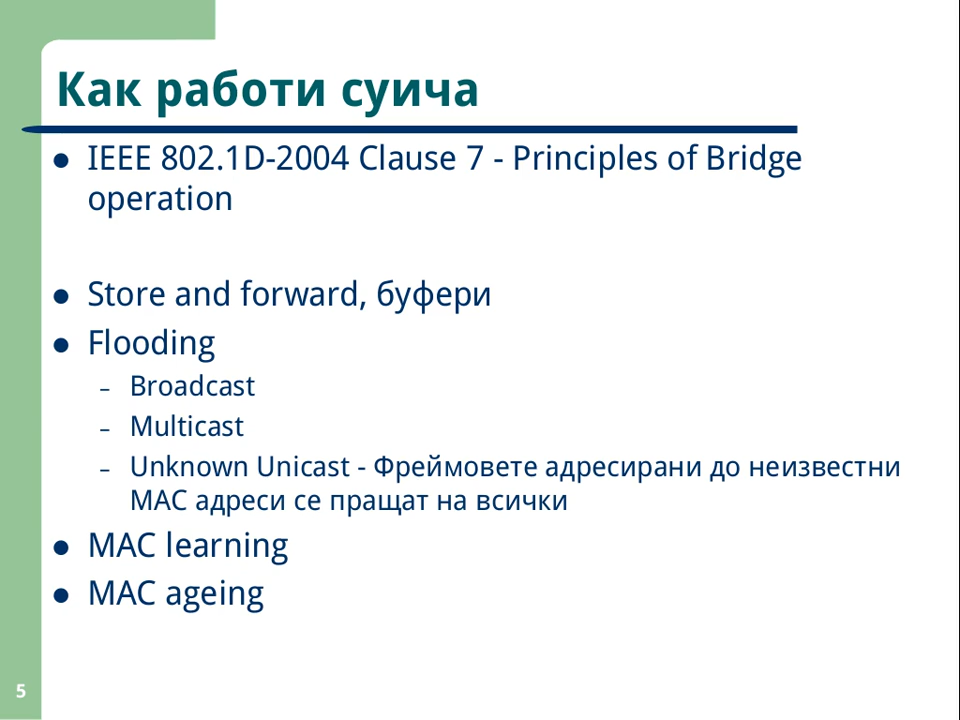 Как работи суича
● IEEE 802.1D-2004 Clause 7 - Principles of Bridge
operation
● Store and forward, буфери
● Flooding
– Broadcast
– Multicast
– Unknown Unicast - Фреймовете адресирани до неизвестни
MAC адреси се пращат на всички
● MAC learning
● MAC ageing
5